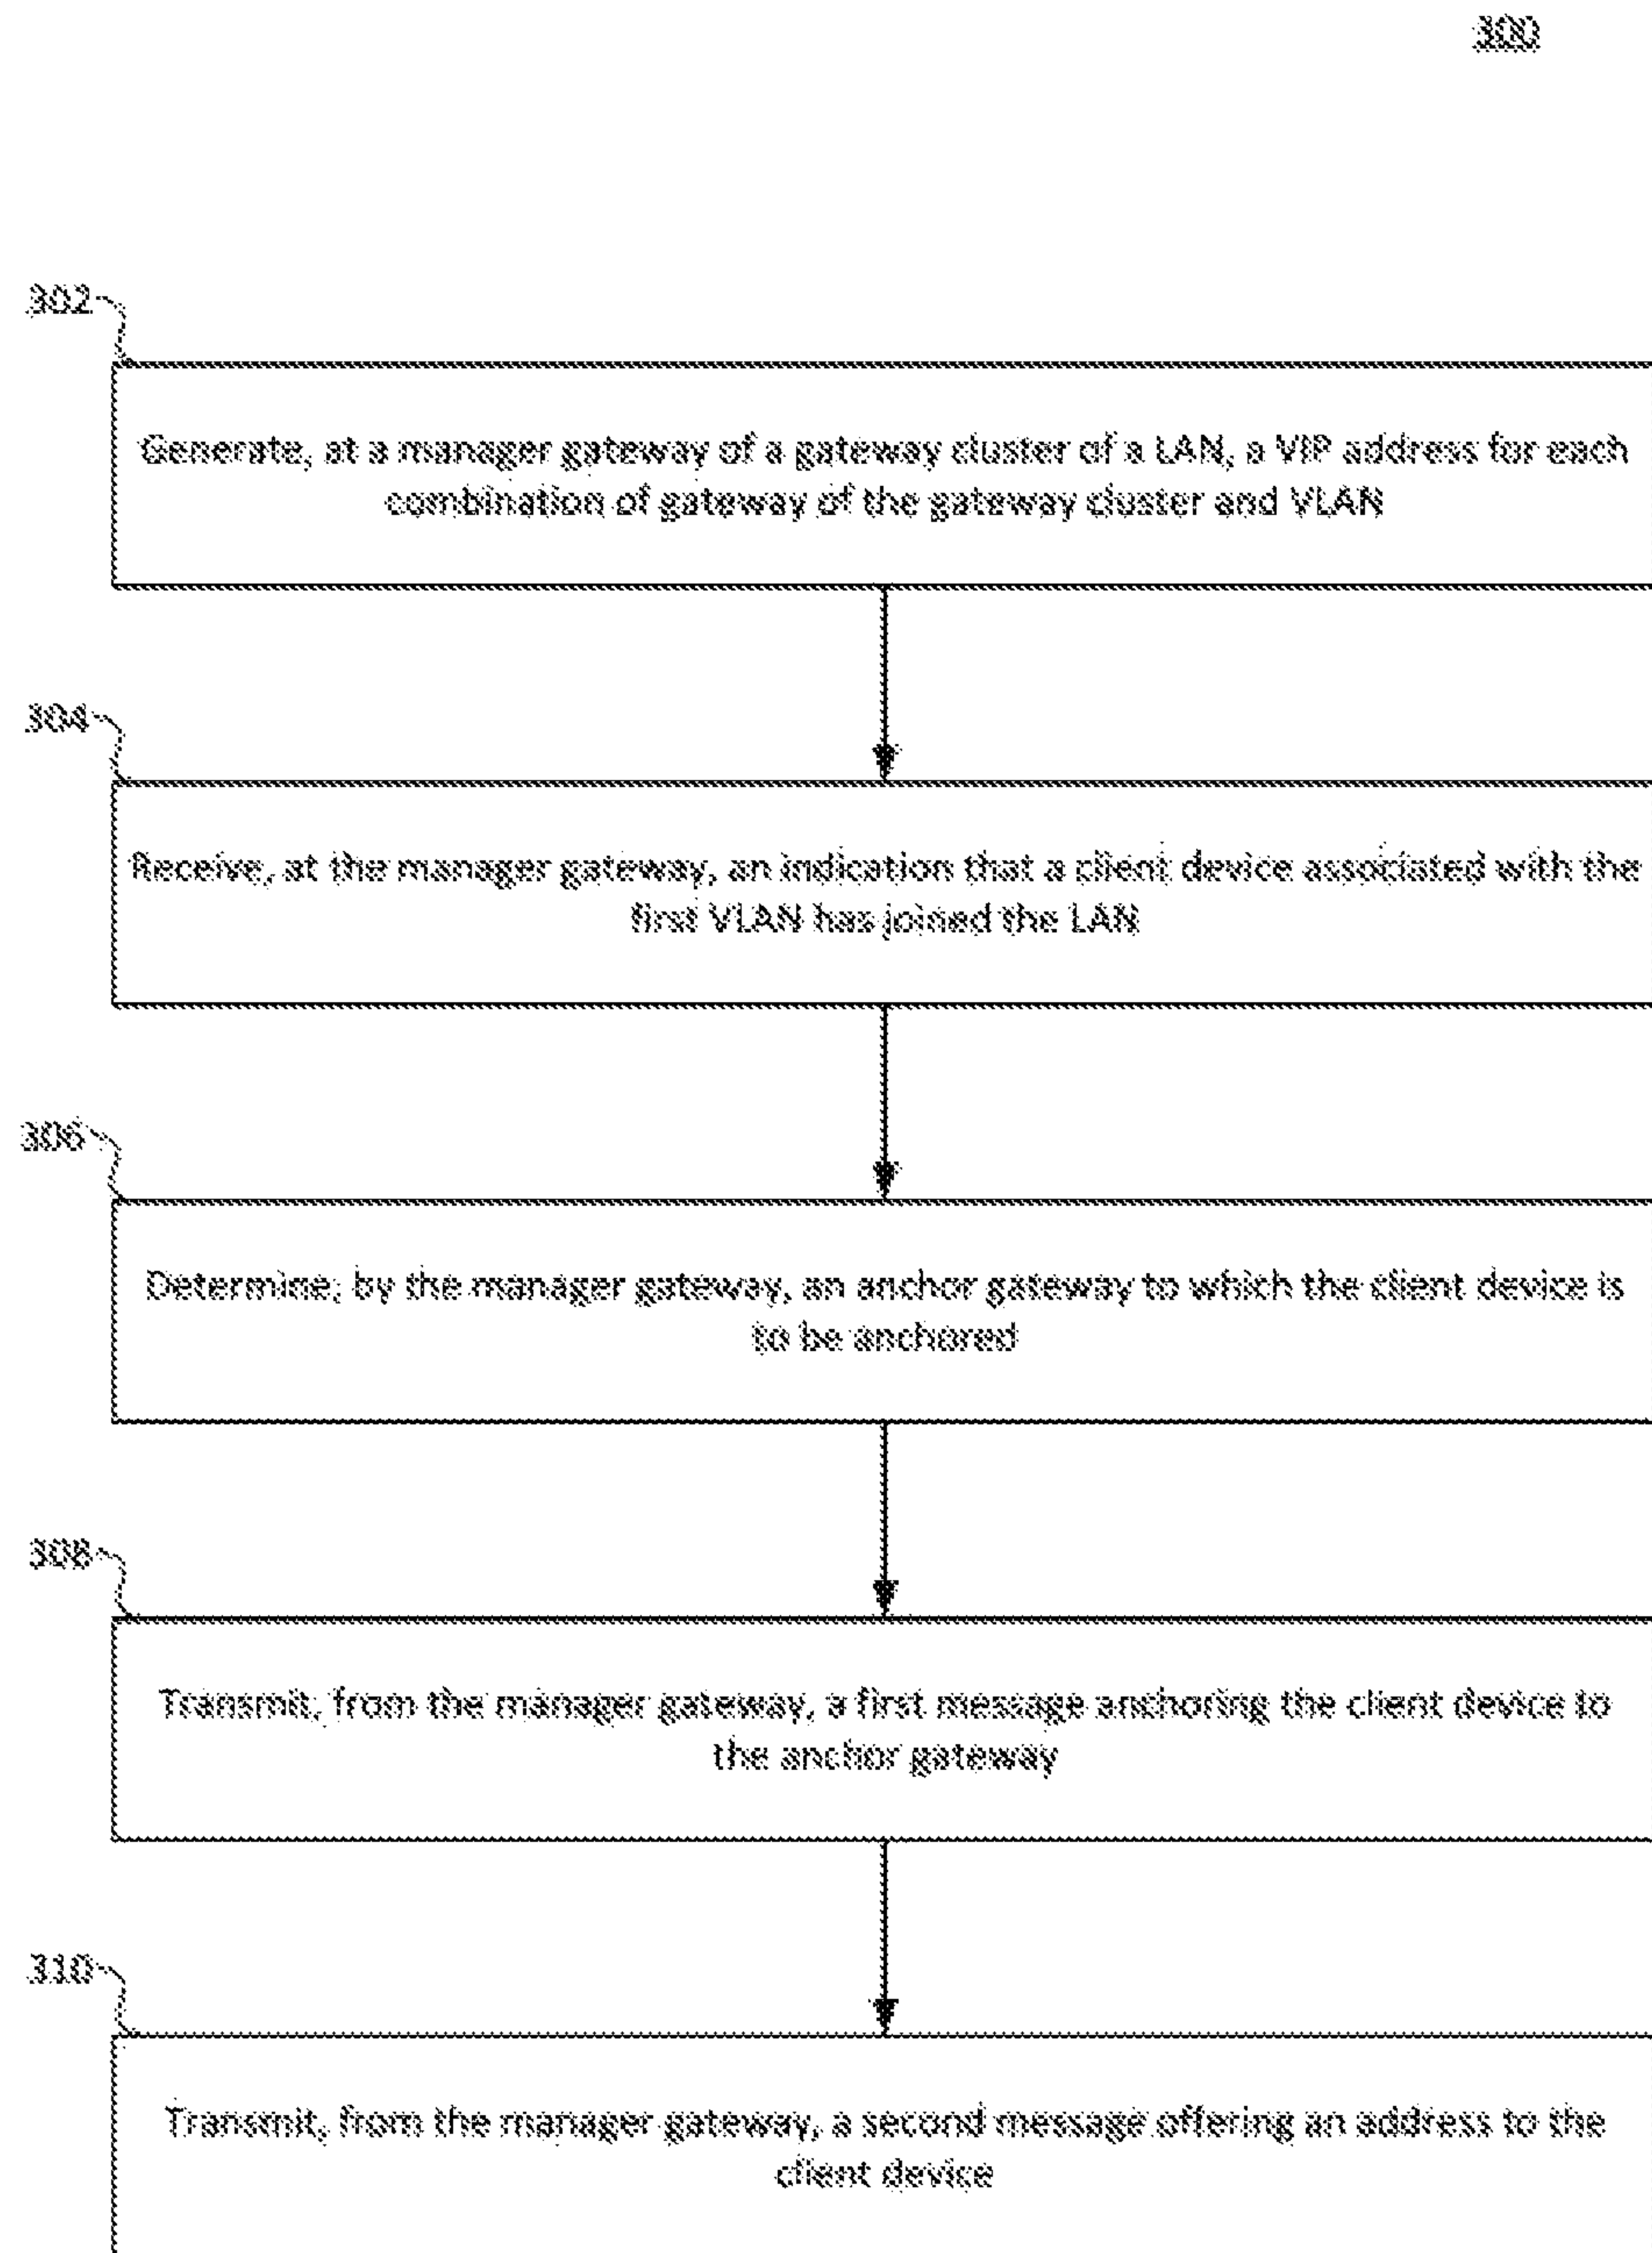 300
302
Generate, at a manager gateway of a gateway cluster of a LAN, a VIP address for each
combination of gateway of the gateway cluster and VLAN
304
Receive, at the manager gateway, an indication that a client device associated with the
first VLAN has joined the LAN
306
Determine, by the manager gateway, an anchor gateway to which the client device is
to be anchored
308
Transmit, from the manager gateway, a first message anchoring the client device to
the anchor gateway
310
Transmit, from the manager gateway, a second message offering an address to the
client device